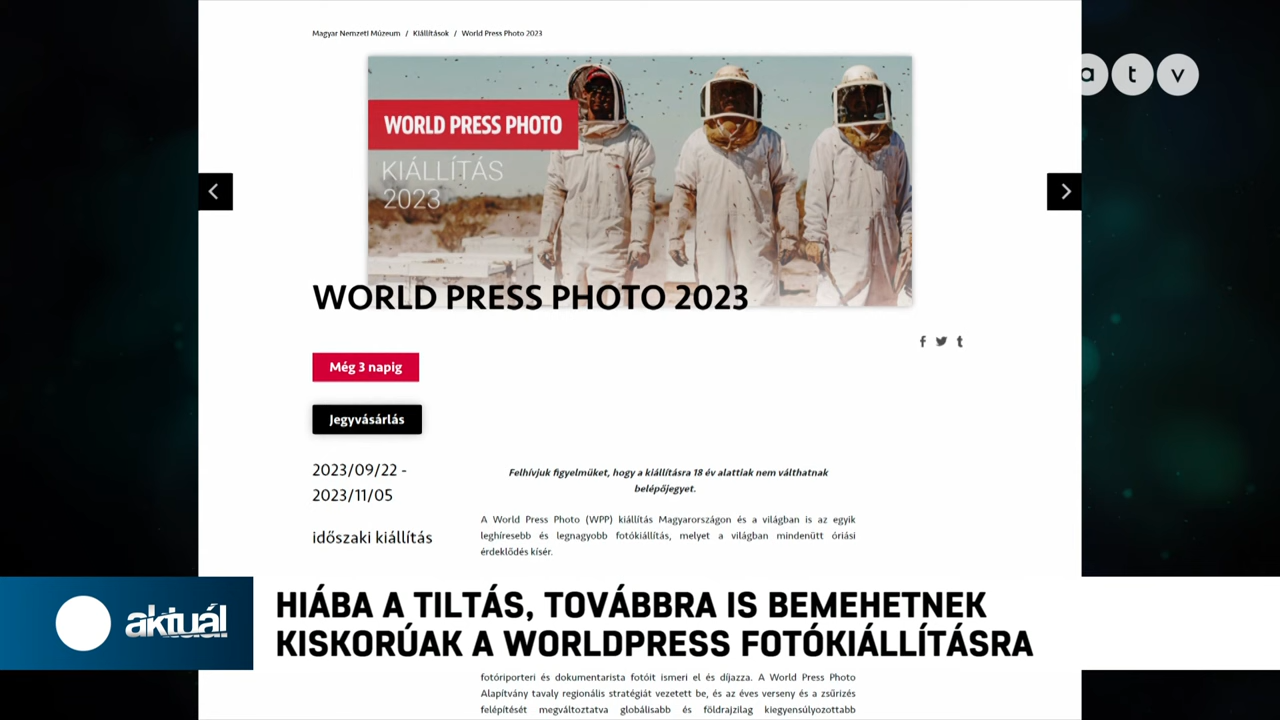 Magyar Nemzeti Múzeum / Kiállítások / World Press Photo 2023
a t v
WORLD PRESS PHOTO
KIÁLLÍTÁS
2023
WORLD PRESS PHOTO 2023
Még 3 napig
Jegyvásárlás
2023/09/22 -
2023/11/05
időszaki kiállítás
Felhívjuk figyelmüket, hogy a kiállításra 18 év alattiak nem válthatnak
belépőjegyet.
A World Press Photo (WPP) kiállítás Magyarországon és a világban is az egyik
leghíresebb és legnagyobb fotókiállítás, melyet a világban mindenütt óriási
érdeklődés kísér.
aktuál
HIÁBA A TILTÁS, TOVÁBBRA IS BEMEHETNEK
KISKORÚAK A WORLDPRESS FOTÓKIÁLLÍTÁSRA
fotóriporteri és dokumentarista fotóit ismeri el és díjazza. A World Press Photo
Alapítvány tavaly regionális stratégiát vezetett be, és az éves verseny és a zsűrizés
felépítését megváltoztatva globálisabb és földrajzilag kiegyensúlyozottabb